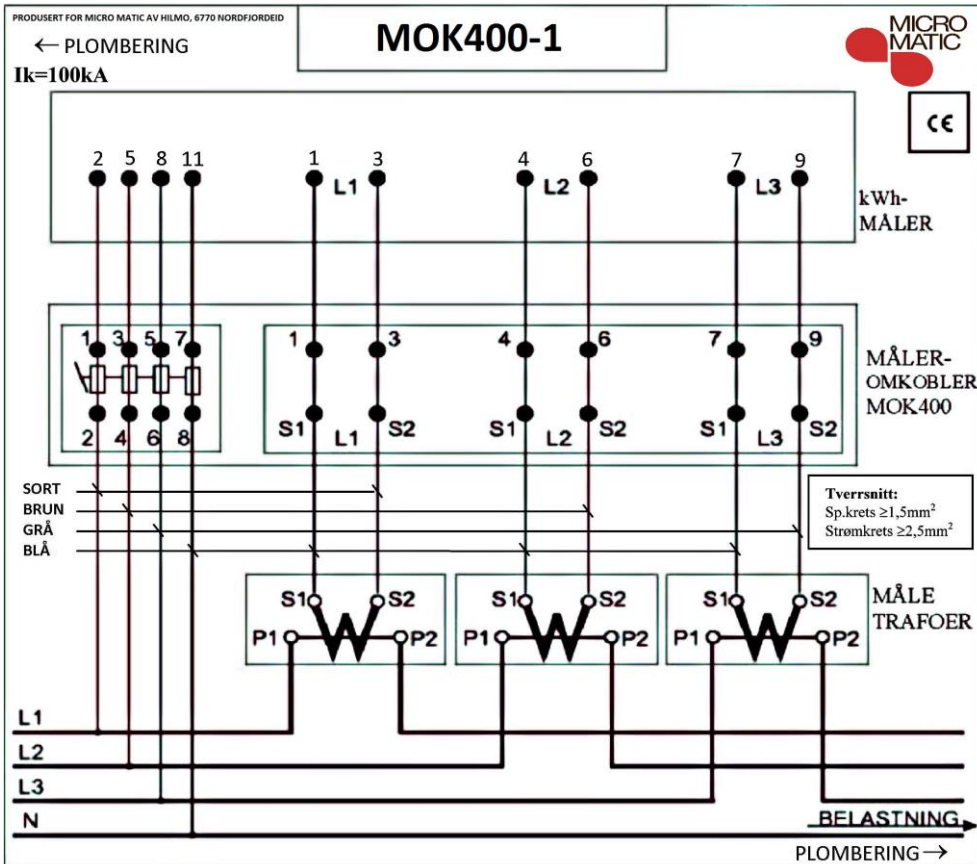 PRODUSERT FOR MICRO MATIC AV HILMO, 6770 NORDFJORDEID
← PLOMBERING
Ik=100kA
MOK400-1
MICRO
MATIC
CE
2 5 8 11 1 3 4 6 7 9
L1 L2 L3
kWh-
MÅLER
1 3 5 7 1 3 4 6 7 9
MÅLER-
OMKOBLER
MOK400
2 4 6 8 S1 L1 S2 S1 L2 S2 S1 L3 S2
SORT
BRUN
GRÅ
BLÅ
Tverrsnitt:
Sp.krets ≥1,5mm²
Strømkrets ≥2,5mm²
MÅLE
TRAFOER
S1 S2 S1 S2 S1 S2
P1 P2 P1 P2 P1 P2
L1
L2
L3
N
BELASTNING
PLOMBERING →